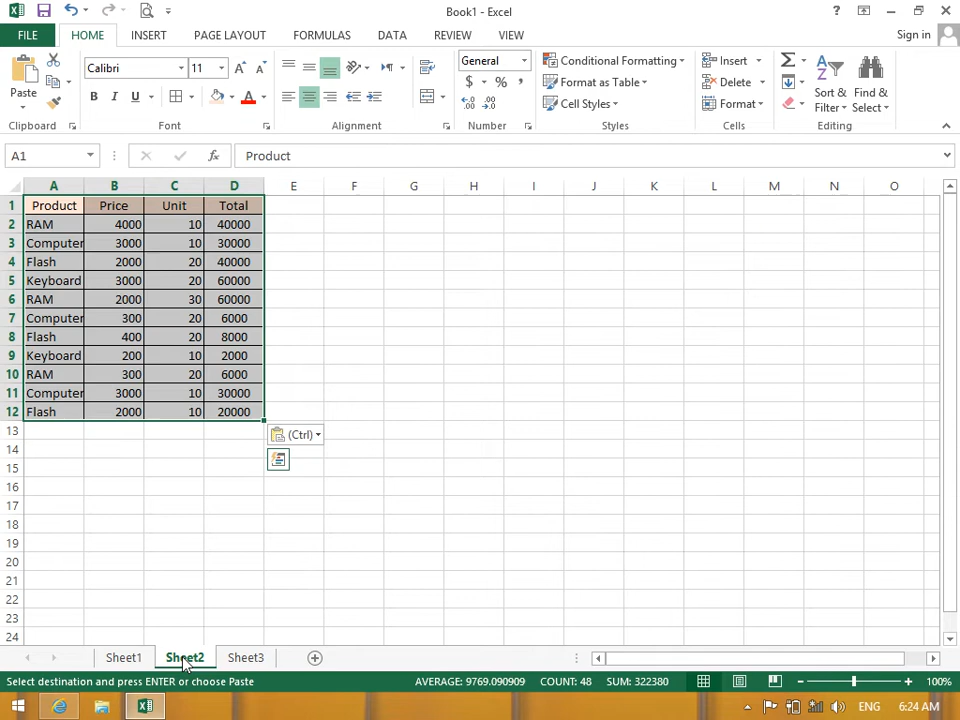 Book1 - Excel
FILE HOME INSERT PAGE LAYOUT FORMULAS DATA REVIEW VIEW Sign in
Paste
Calibri 11
General
Conditional Formatting
Format as Table
Cell Styles
Insert
Delete
Format
Sort & Filter
Find & Select
Clipboard Font Alignment Number Styles Cells Editing
A1 Product
A B C D E F G H I J K L M N O
1 Product Price Unit Total
2 RAM 4000 10 40000
3 Computer 3000 10 30000
4 Flash 2000 20 40000
5 Keyboard 3000 20 60000
6 RAM 2000 30 60000
7 Computer 300 20 6000
8 Flash 400 20 8000
9 Keyboard 200 10 2000
10 RAM 300 20 6000
11 Computer 3000 10 30000
12 Flash 2000 10 20000
13 (Ctrl)
14
15
16
17
18
19
20
21
22
23
24
Sheet1 Sheet2 Sheet3
Select destination and press ENTER or choose Paste AVERAGE: 9769.090909 COUNT: 48 SUM: 322380 100%
ENG 6:24 AM